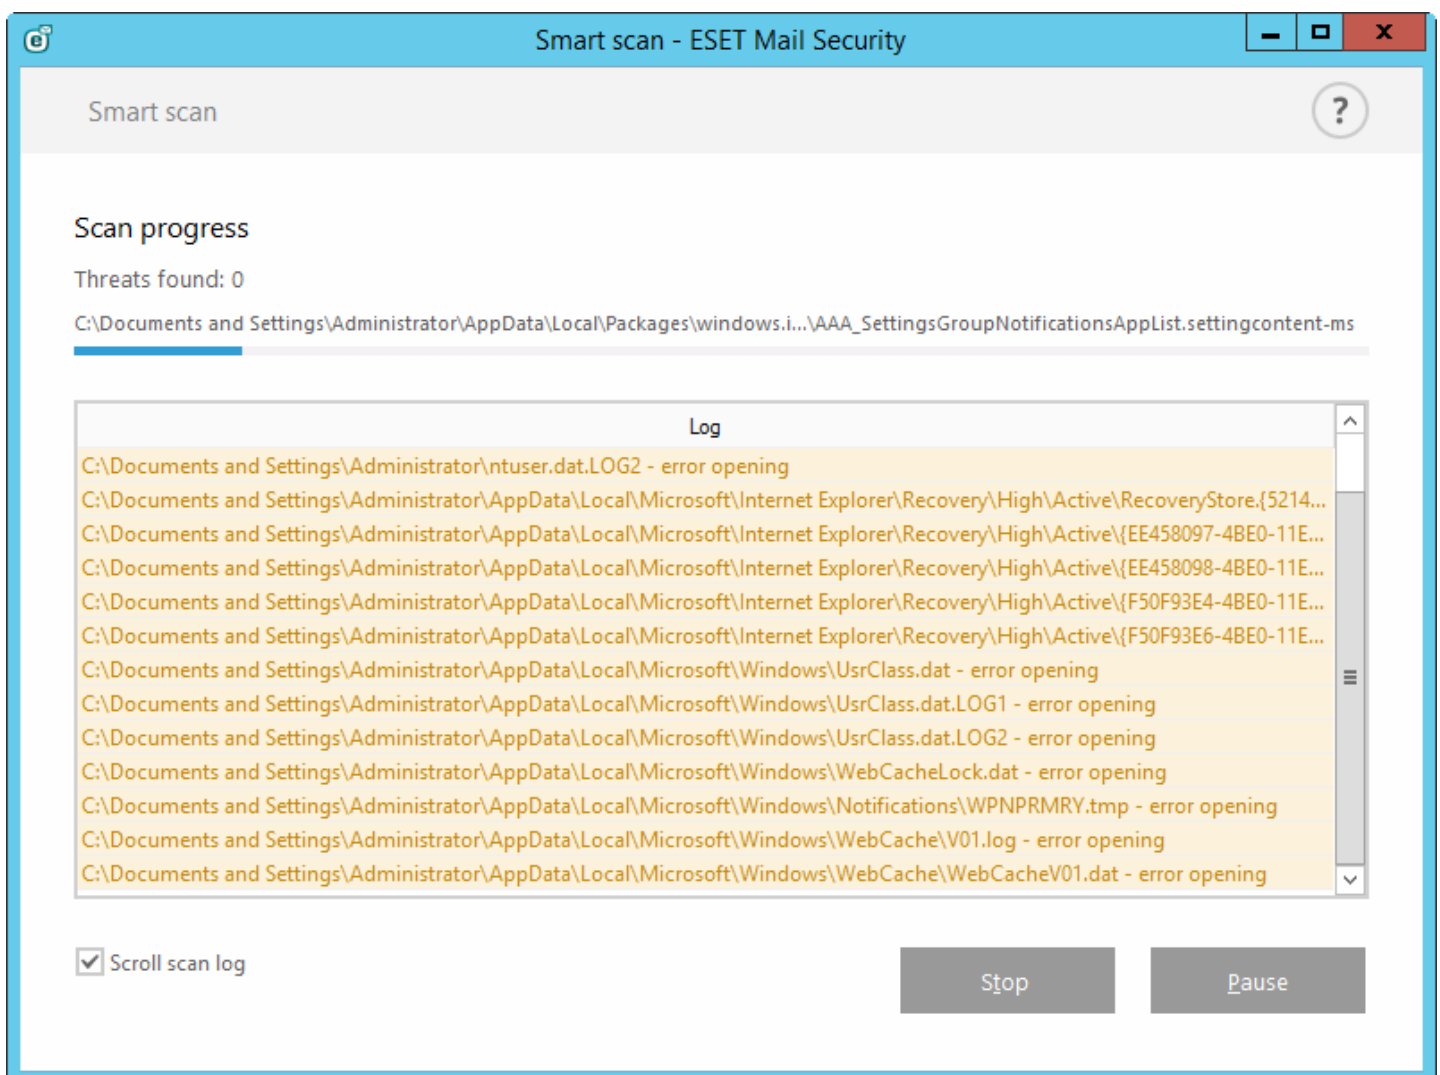 Smart scan - ESET Mail Security
Smart scan
?
Scan progress
Threats found: 0
C:\Documents and Settings\Administrator\AppData\Local\Packages\windows.i...\AAA_SettingsGroupNotificationsAppList.settingcontent-ms
Log
C:\Documents and Settings\Administrator\ntuser.dat.LOG2 - error opening
C:\Documents and Settings\Administrator\AppData\Local\Microsoft\Internet Explorer\Recovery\High\Active\RecoveryStore.{5214...
C:\Documents and Settings\Administrator\AppData\Local\Microsoft\Internet Explorer\Recovery\High\Active\{EE458097-4BE0-11E...
C:\Documents and Settings\Administrator\AppData\Local\Microsoft\Internet Explorer\Recovery\High\Active\{EE458098-4BE0-11E...
C:\Documents and Settings\Administrator\AppData\Local\Microsoft\Internet Explorer\Recovery\High\Active\{F50F93E4-4BE0-11E...
C:\Documents and Settings\Administrator\AppData\Local\Microsoft\Internet Explorer\Recovery\High\Active\{F50F93E6-4BE0-11E...
C:\Documents and Settings\Administrator\AppData\Local\Microsoft\Windows\UsrClass.dat - error opening
C:\Documents and Settings\Administrator\AppData\Local\Microsoft\Windows\UsrClass.dat.LOG1 - error opening
C:\Documents and Settings\Administrator\AppData\Local\Microsoft\Windows\UsrClass.dat.LOG2 - error opening
C:\Documents and Settings\Administrator\AppData\Local\Microsoft\Windows\WebCacheLock.dat - error opening
C:\Documents and Settings\Administrator\AppData\Local\Microsoft\Windows\Notifications\WPNPRMRY.tmp - error opening
C:\Documents and Settings\Administrator\AppData\Local\Microsoft\Windows\WebCache\V01.log - error opening
C:\Documents and Settings\Administrator\AppData\Local\Microsoft\Windows\WebCache\WebCacheV01.dat - error opening
Scroll scan log
Stop
Pause